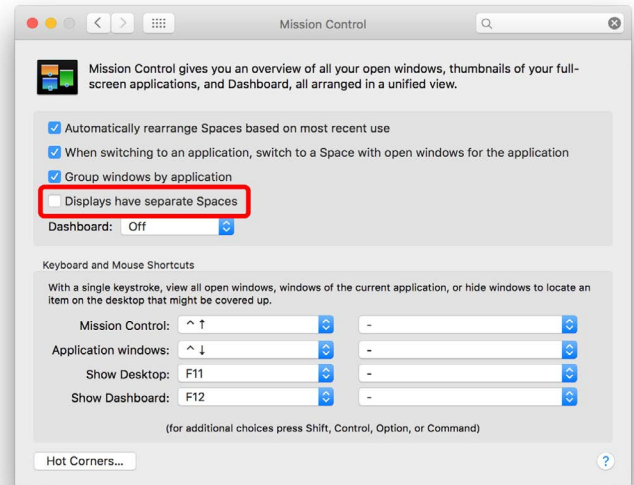 Mission Control
Mission Control gives you an overview of all your open windows, thumbnails of your full-
screen applications, and Dashboard, all arranged in a unified view.
Automatically rearrange Spaces based on most recent use
When switching to an application, switch to a Space with open windows for the application
Group windows by application
Displays have separate Spaces
Dashboard: Off
Keyboard and Mouse Shortcuts
With a single keystroke, view all open windows, windows of the current application, or hide windows to locate an
item on the desktop that might be covered up.
Mission Control: ^ ↑ -
Application windows: ^ ↓ -
Show Desktop: F11 -
Show Dashboard: F12 -
(for additional choices press Shift, Control, Option, or Command)
Hot Corners... ?